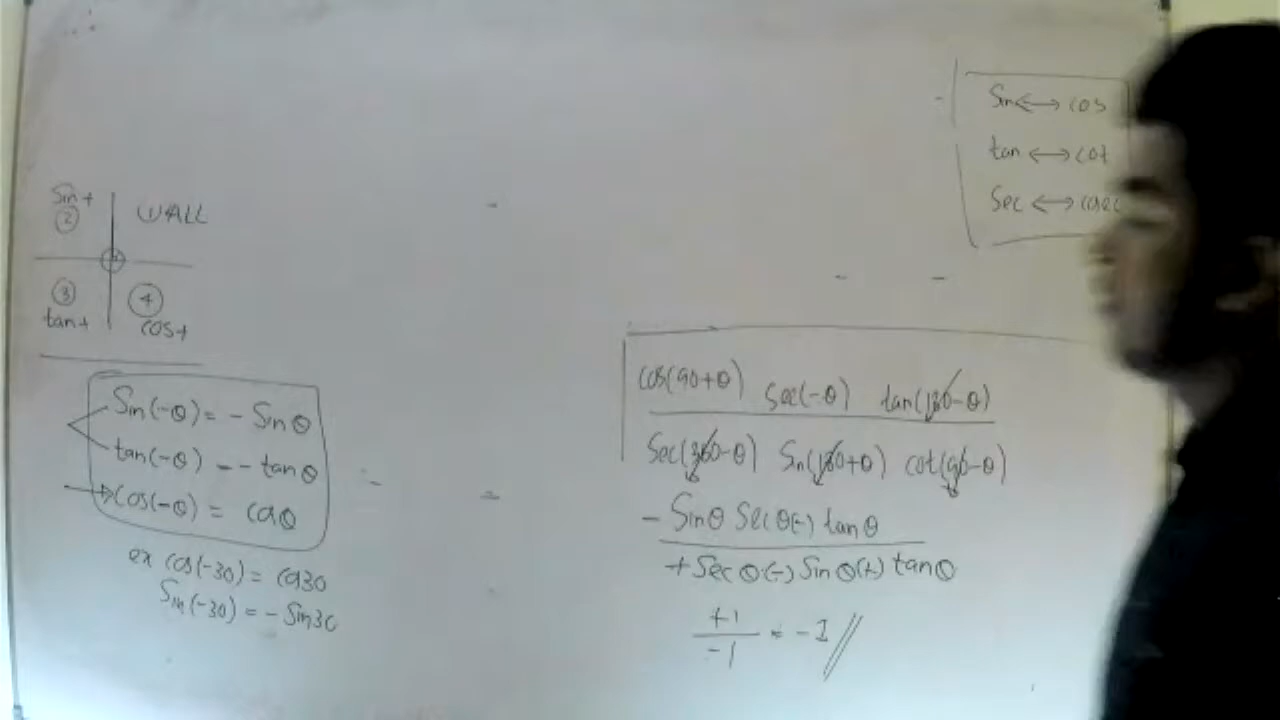 Sin ⟷ cos
tan ⟷ cot
Sec ⟷ cosec
Sin+
② WALL
③ ④
tan+ cos+
Sin(-θ) = - Sinθ
tan(-θ) = - tanθ
cos(-θ) = cosθ
ex cos(-30) = cos30
Sin(-30) = - Sin30
cos(90+θ) Sec(-θ) tan(180-θ)
Sec(360-θ) Sin(180+θ) cot(90-θ)
- Sinθ Secθ(-) tanθ
+Secθ(-) Sinθ(+) tanθ
+1
-1 = -1 //